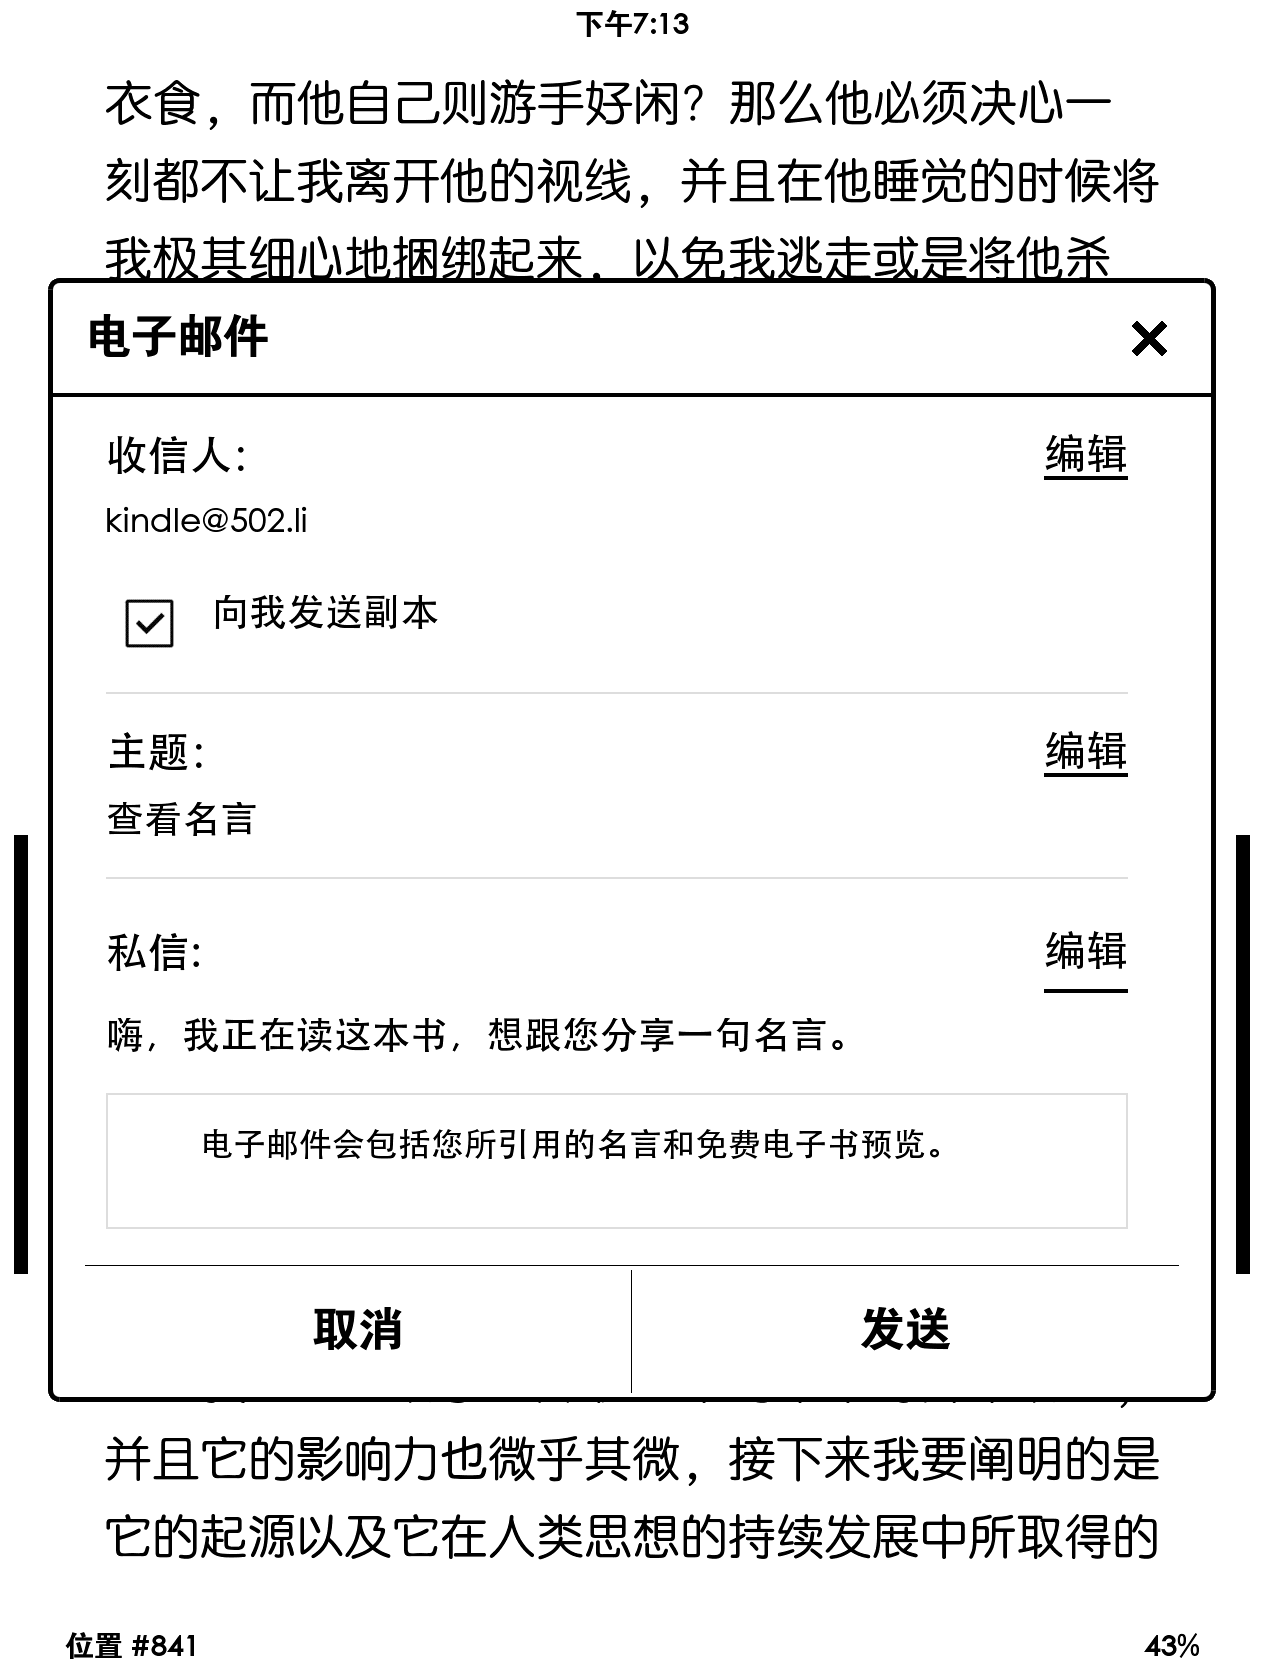 下午7:13
衣食，而他自己则游手好闲？那么他必须决心一
刻都不让我离开他的视线，并且在他睡觉的时候将
我极其细心地捆绑起来，以免我逃走或是将他杀
电子邮件
收信人：
编辑
kindle@502.li
向我发送副本
主题：
编辑
查看名言
私信:
编辑
嗨，我正在读这本书，想跟您分享一句名言。
电子邮件会包括您所引用的名言和免费电子书预览。
取消
发送
并且它的影响力也微乎其微，接下来我要阐明的是
它的起源以及它在人类思想的持续发展中所取得的
位置 #841
43%